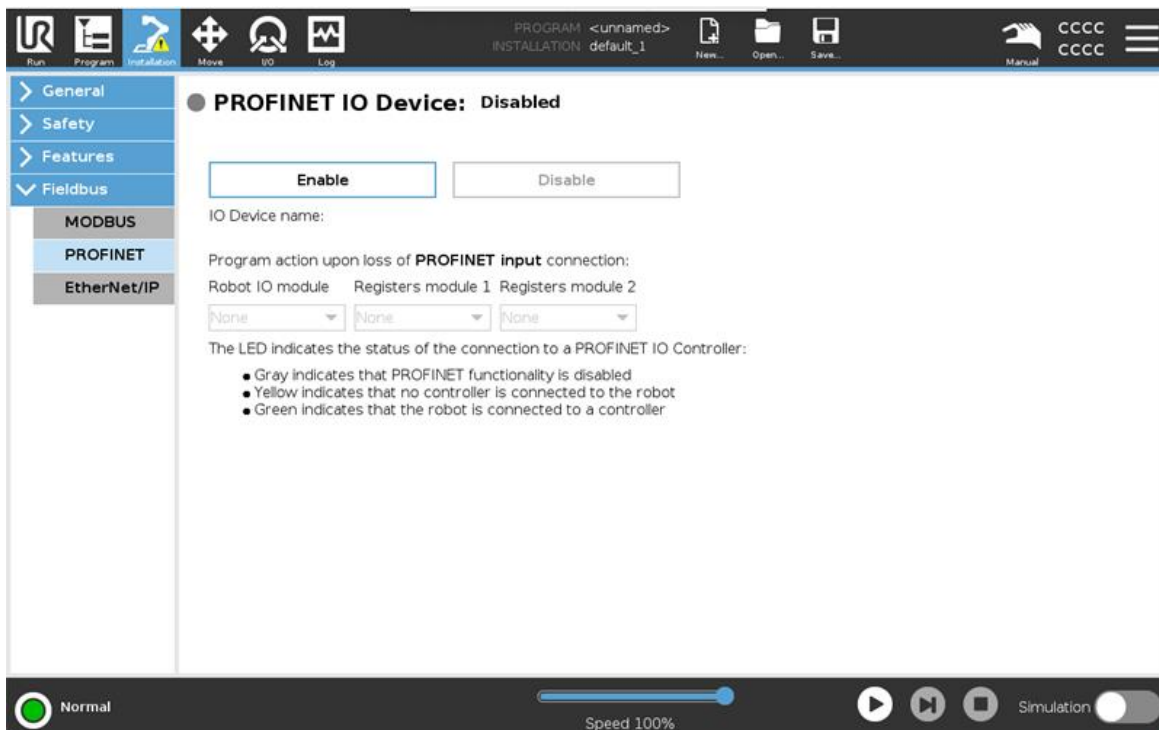 UR
PROGRAM <unnamed>
INSTALLATION default_1
CCCC
CCCC
Run Program Installation Move I/O Log New... Open... Save... Manual
General
Safety
Features
Fieldbus
MODBUS
PROFINET
EtherNet/IP
PROFINET IO Device: Disabled
Enable Disable
IO Device name:
Program action upon loss of PROFINET input connection:
Robot IO module Registers module 1 Registers module 2
None None None
The LED indicates the status of the connection to a PROFINET IO Controller:
● Gray indicates that PROFINET functionality is disabled
● Yellow indicates that no controller is connected to the robot
● Green indicates that the robot is connected to a controller
Normal
Speed 100%
Simulation